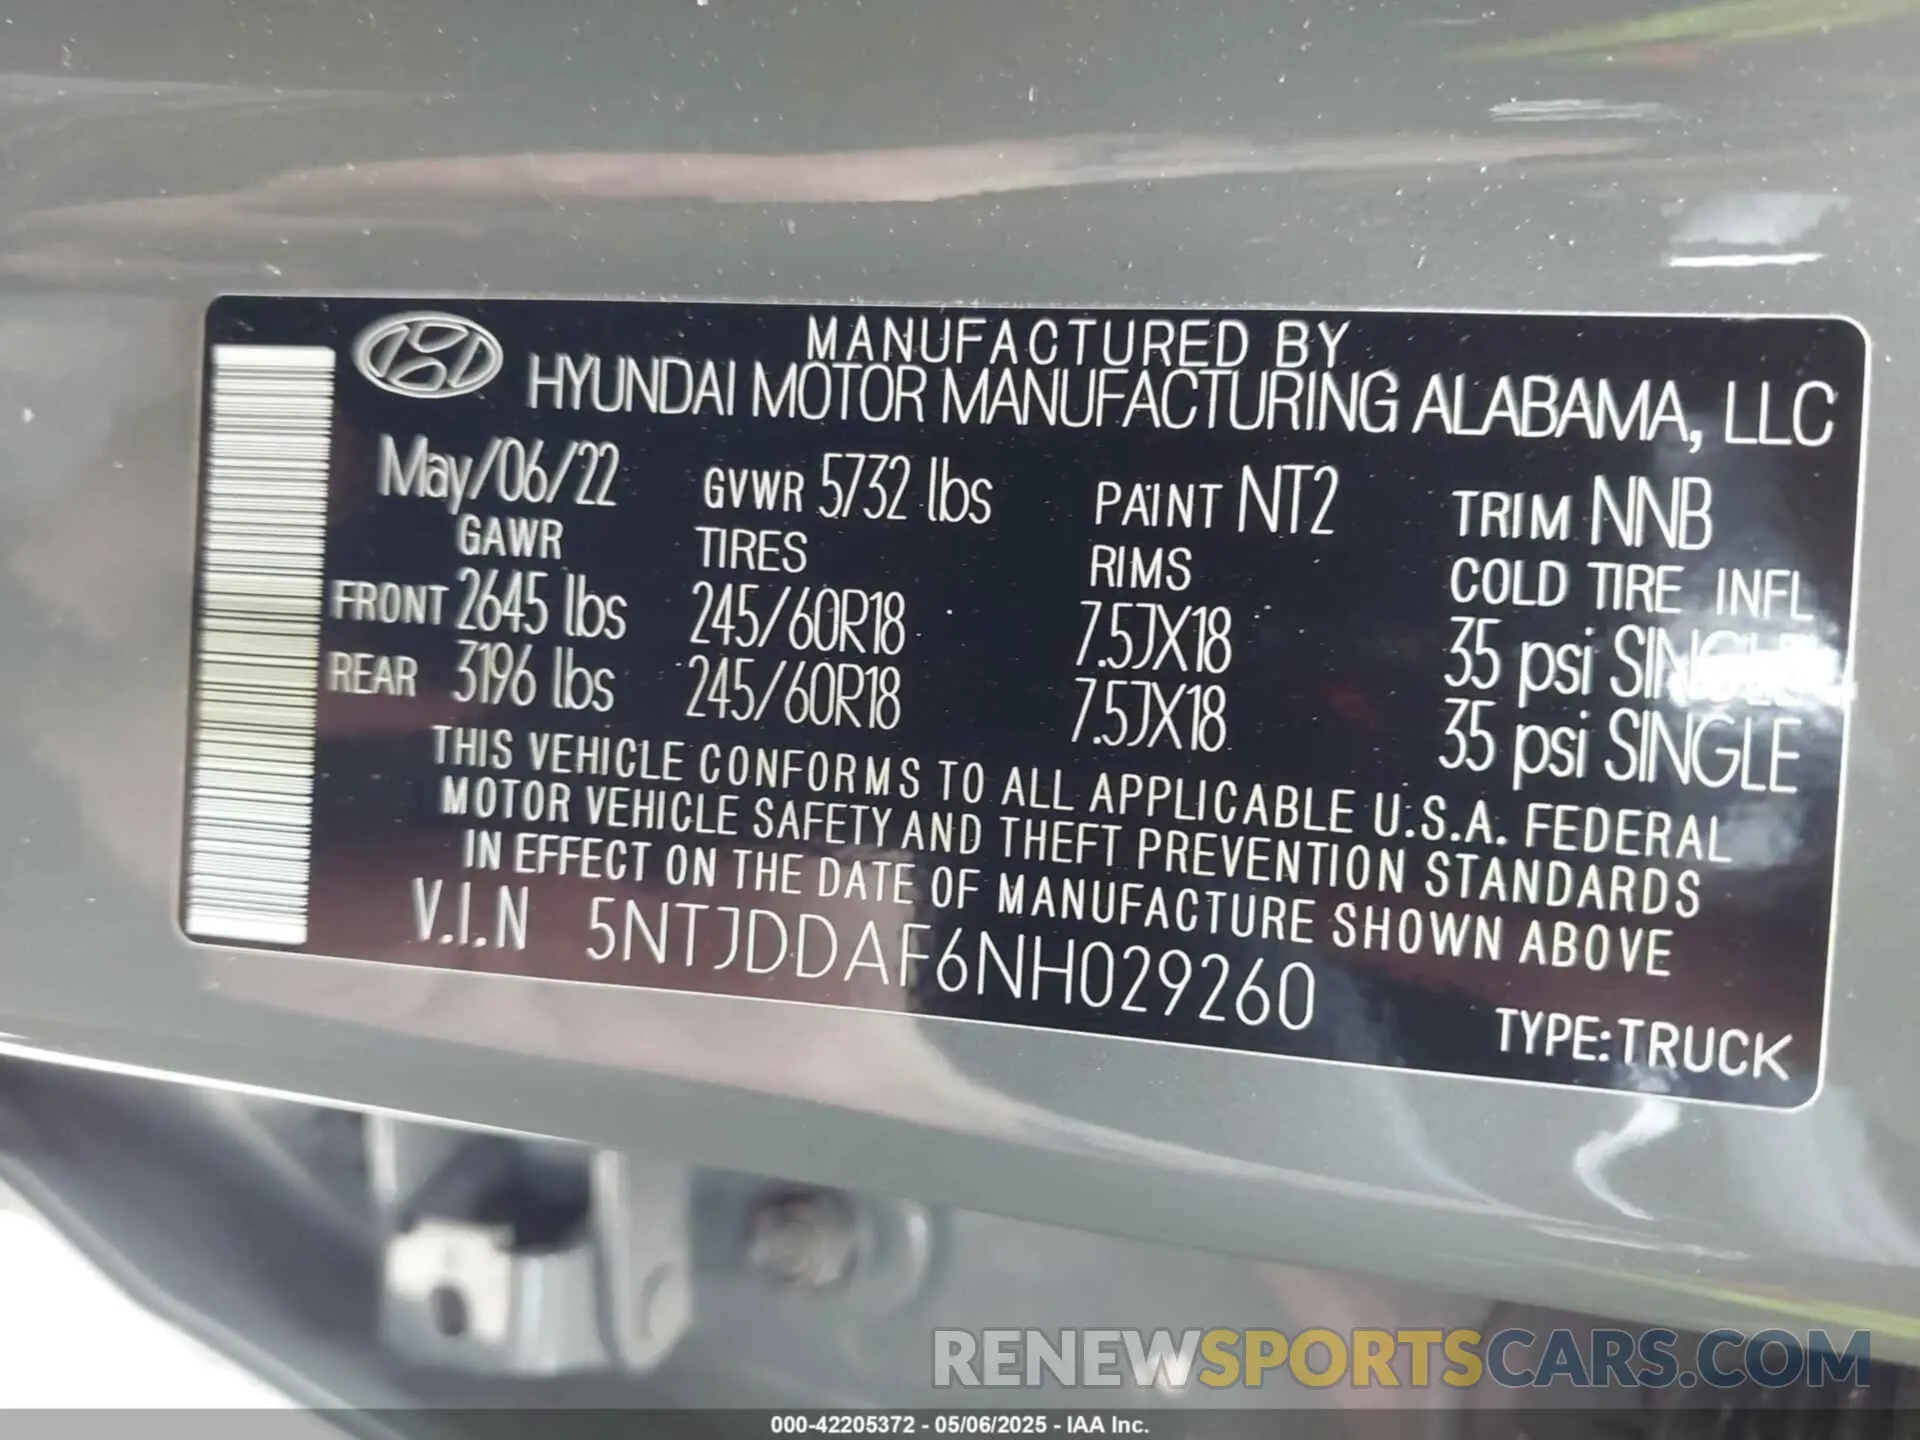 MANUFACTURED BY
HYUNDAI MOTOR MANUFACTURING ALABAMA, LLC
May/06/22 GVWR 5732 lbs PAINT NT2 TRIM NNB
GAWR TIRES RIMS COLD TIRE INFL
FRONT 2645 lbs 245/60R18 7.5JX18 35 psi SINGLE
REAR 3196 lbs 245/60R18 7.5JX18 35 psi SINGLE
THIS VEHICLE CONFORMS TO ALL APPLICABLE U.S.A. FEDERAL
MOTOR VEHICLE SAFETY AND THEFT PREVENTION STANDARDS
IN EFFECT ON THE DATE OF MANUFACTURE SHOWN ABOVE
V.I.N 5NTJDDAF6NH029260
TYPE:TRUCK
RENEWSPORTSCARS.COM
000-42205372 - 05/06/2025 - IAA Inc.